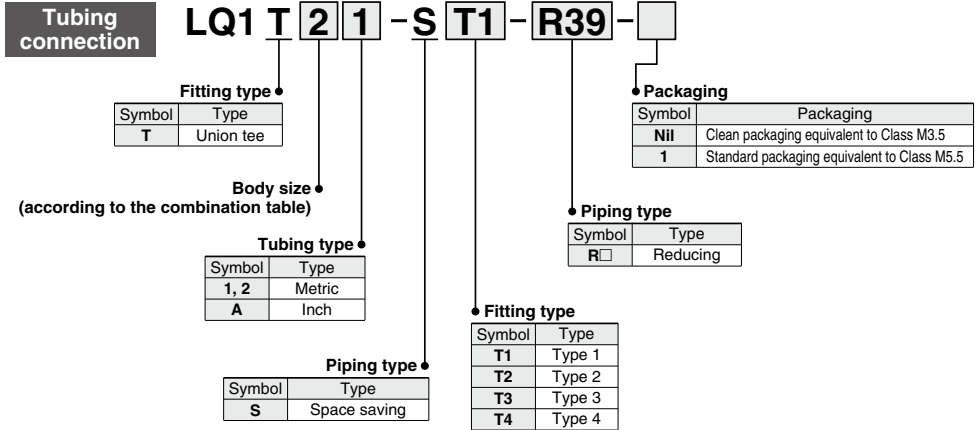 Tubing
connection
LQ1 T 2 1 - S T1 - R39 - □
Fitting type
Symbol Type
T Union tee
Body size
(according to the combination table)
Tubing type
Symbol Type
1, 2 Metric
A Inch
Piping type
Symbol Type
S Space saving
Fitting type
Symbol Type
T1 Type 1
T2 Type 2
T3 Type 3
T4 Type 4
Piping type
Symbol Type
R□ Reducing
Packaging
Symbol Packaging
Nil Clean packaging equivalent to Class M3.5
1 Standard packaging equivalent to Class M5.5